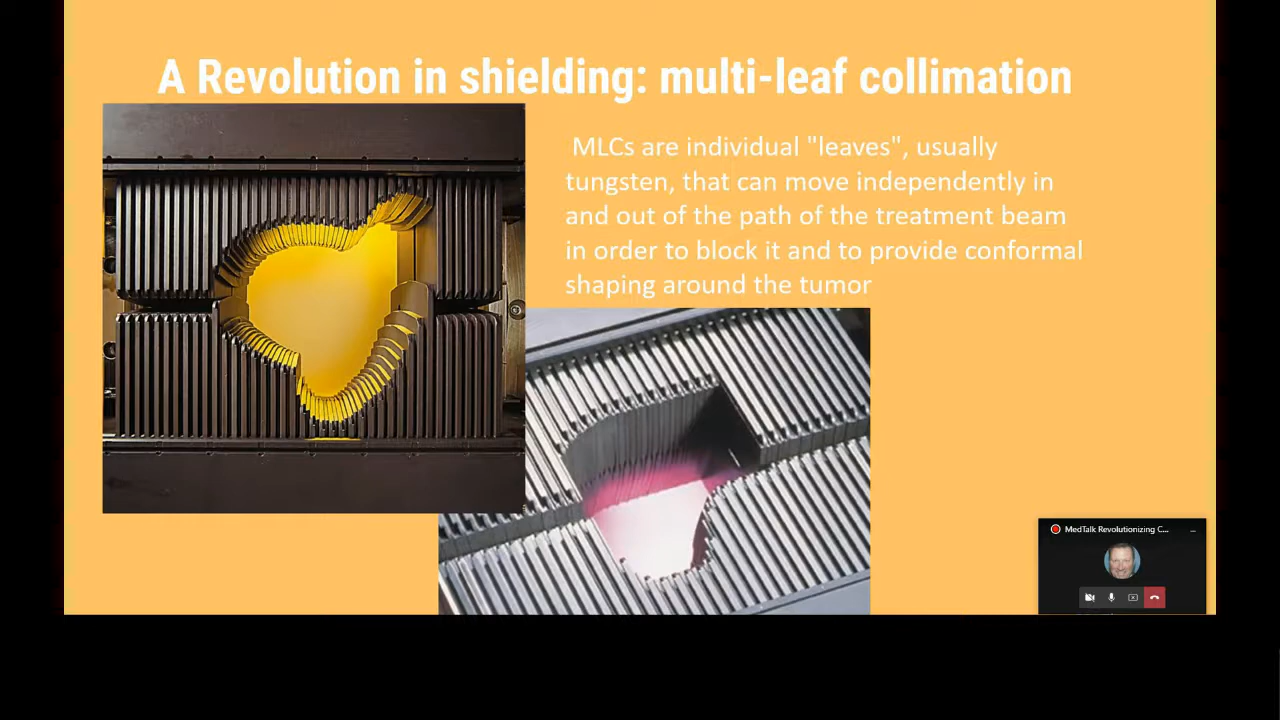 A Revolution in shielding: multi-leaf collimation
MLCs are individual "leaves", usually
tungsten, that can move independently in
and out of the path of the treatment beam
in order to block it and to provide conformal
shaping around the tumor
MedTalk Revolutionizing C...